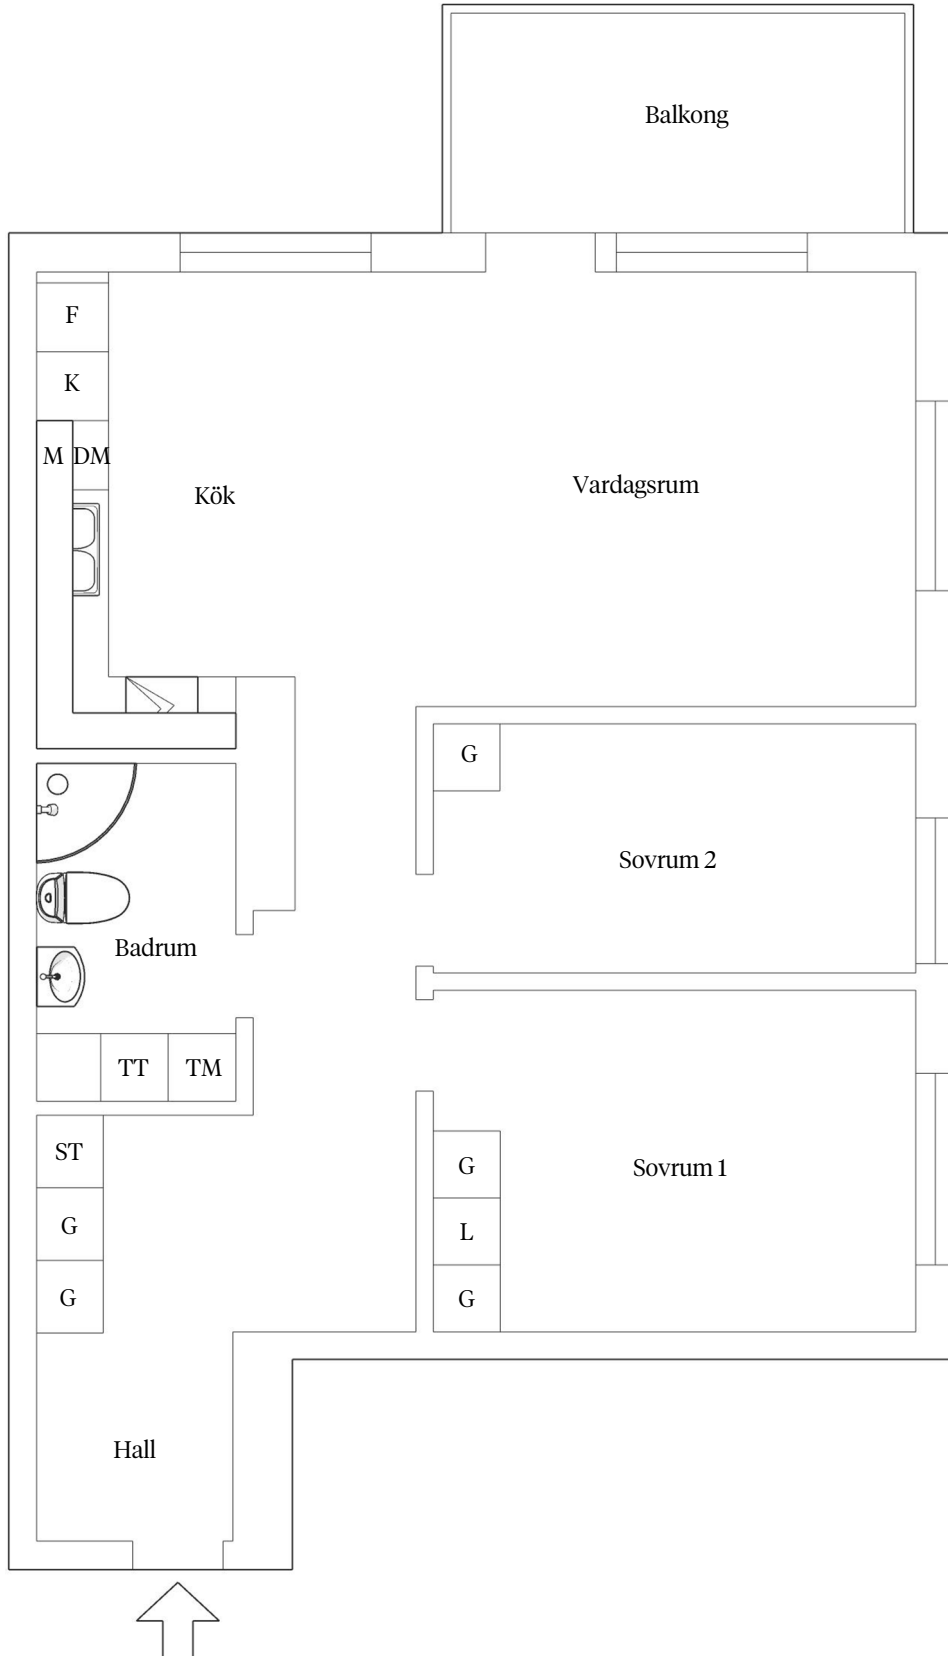 Balkong
F
K
M DM
Kök
Vardagsrum
G
Sovrum 2
Badrum
TT TM
ST
G
G
G
L
G
Sovrum 1
Hall